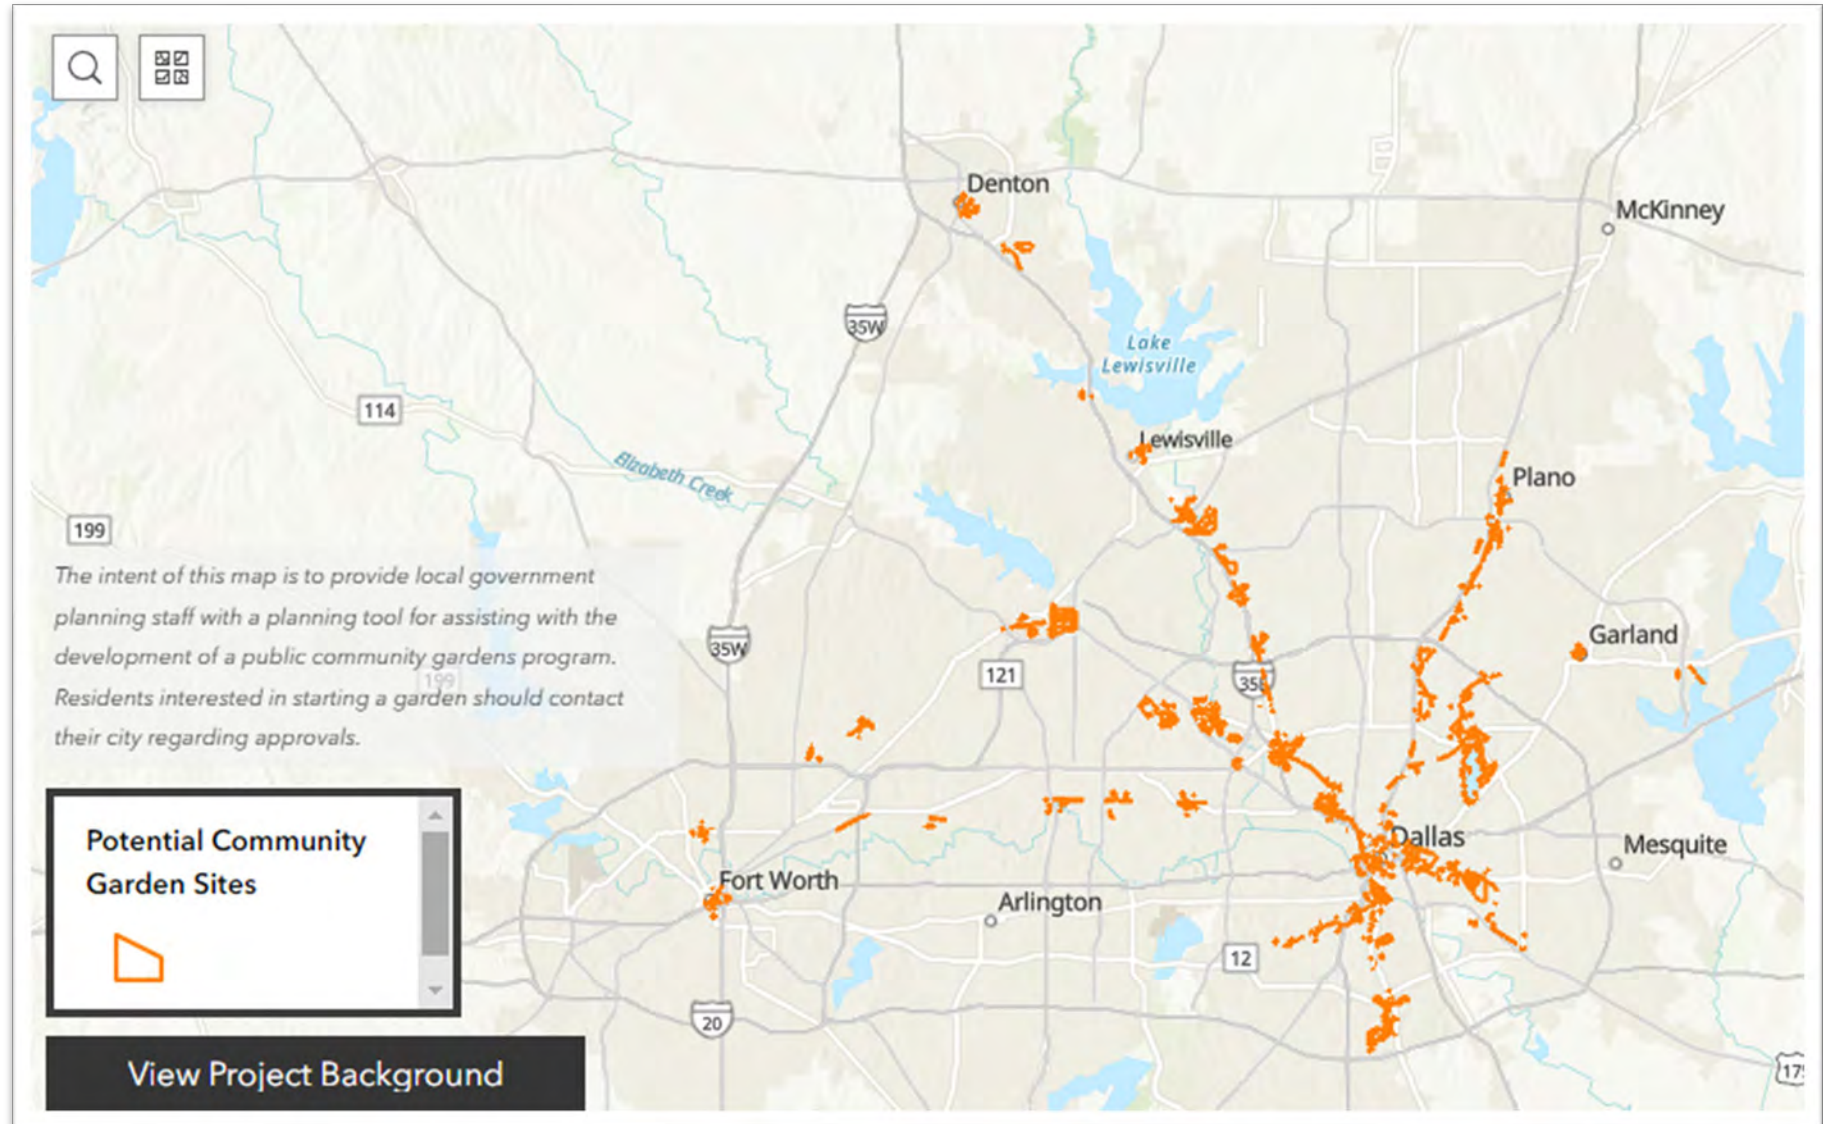 Denton
McKinney
35W
Lake
Lewisville
114
Lewisville
Elizabeth Creek
Plano
199
The intent of this map is to provide local government
planning staff with a planning tool for assisting with the
development of a public community gardens program.
199
Residents interested in starting a garden should contact
their city regarding approvals.
35W
121
35E
Garland
Potential Community
Garden Sites
Dallas
Mesquite
Fort Worth
Arlington
12
20
View Project Background